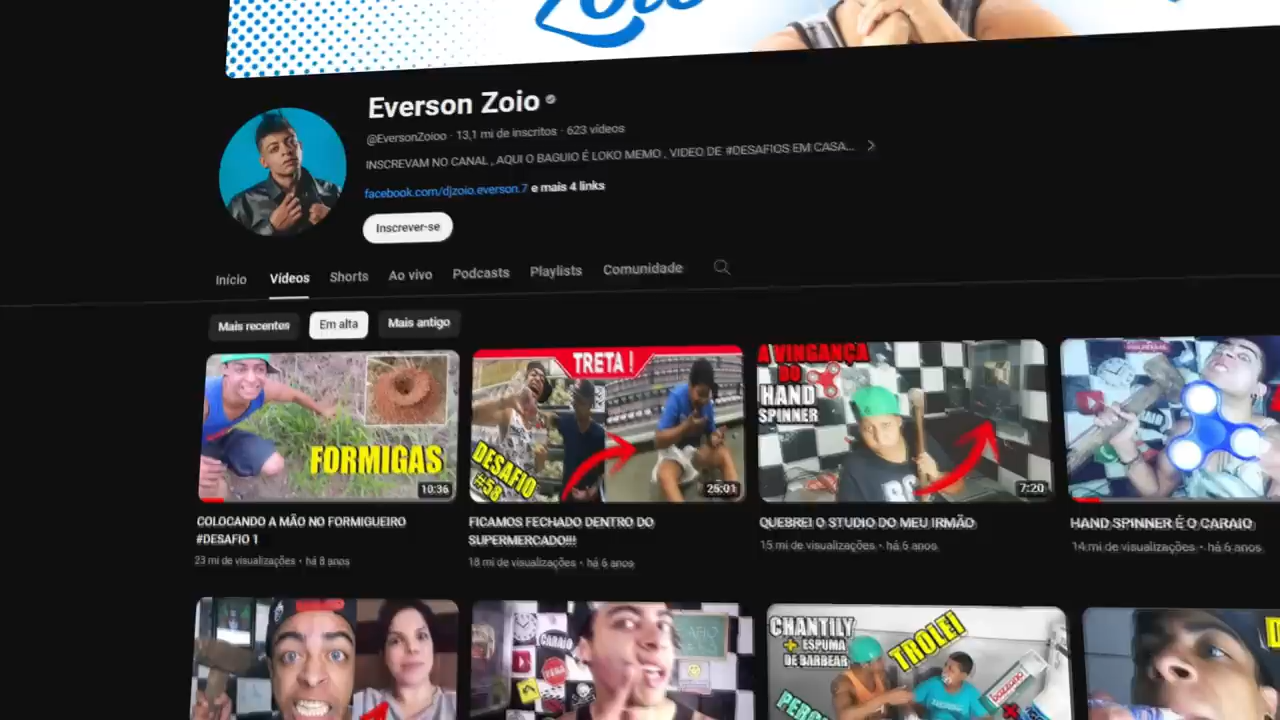 Zoio
Everson Zoio
@EversonZoioo · 13,1 mi de inscritos · 623 vídeos
INSCREVAM NO CANAL , AQUI O BAGUIO É LOKO MEMO , VIDEO DE #DESAFIOS EM CASA...
facebook.com/djzoio.everson.7 e mais 4 links
Inscrever-se
Início Vídeos Shorts Ao vivo Podcasts Playlists Comunidade
Mais recentes Em alta Mais antigo
FORMIGAS
10:36
TRETA !
DESAFIO
#58
25:01
A VINGANÇA
DO
HAND
SPINNER
7:20
COLOCANDO A MÃO NO FORMIGUEIRO
#DESAFIO 1
23 mi de visualizações • há 8 anos
FICAMOS FECHADO DENTRO DO
SUPERMERCADO!!!
18 mi de visualizações • há 6 anos
QUEBREI O STUDIO DO MEU IRMÃO
15 mi de visualizações • há 6 anos
HAND SPINNER É O CARAIO
14 mi de visualizações • há 6 anos
CARAIO
CHANTILY
+ ESPUMA
DE BARBEAR
TROLEI